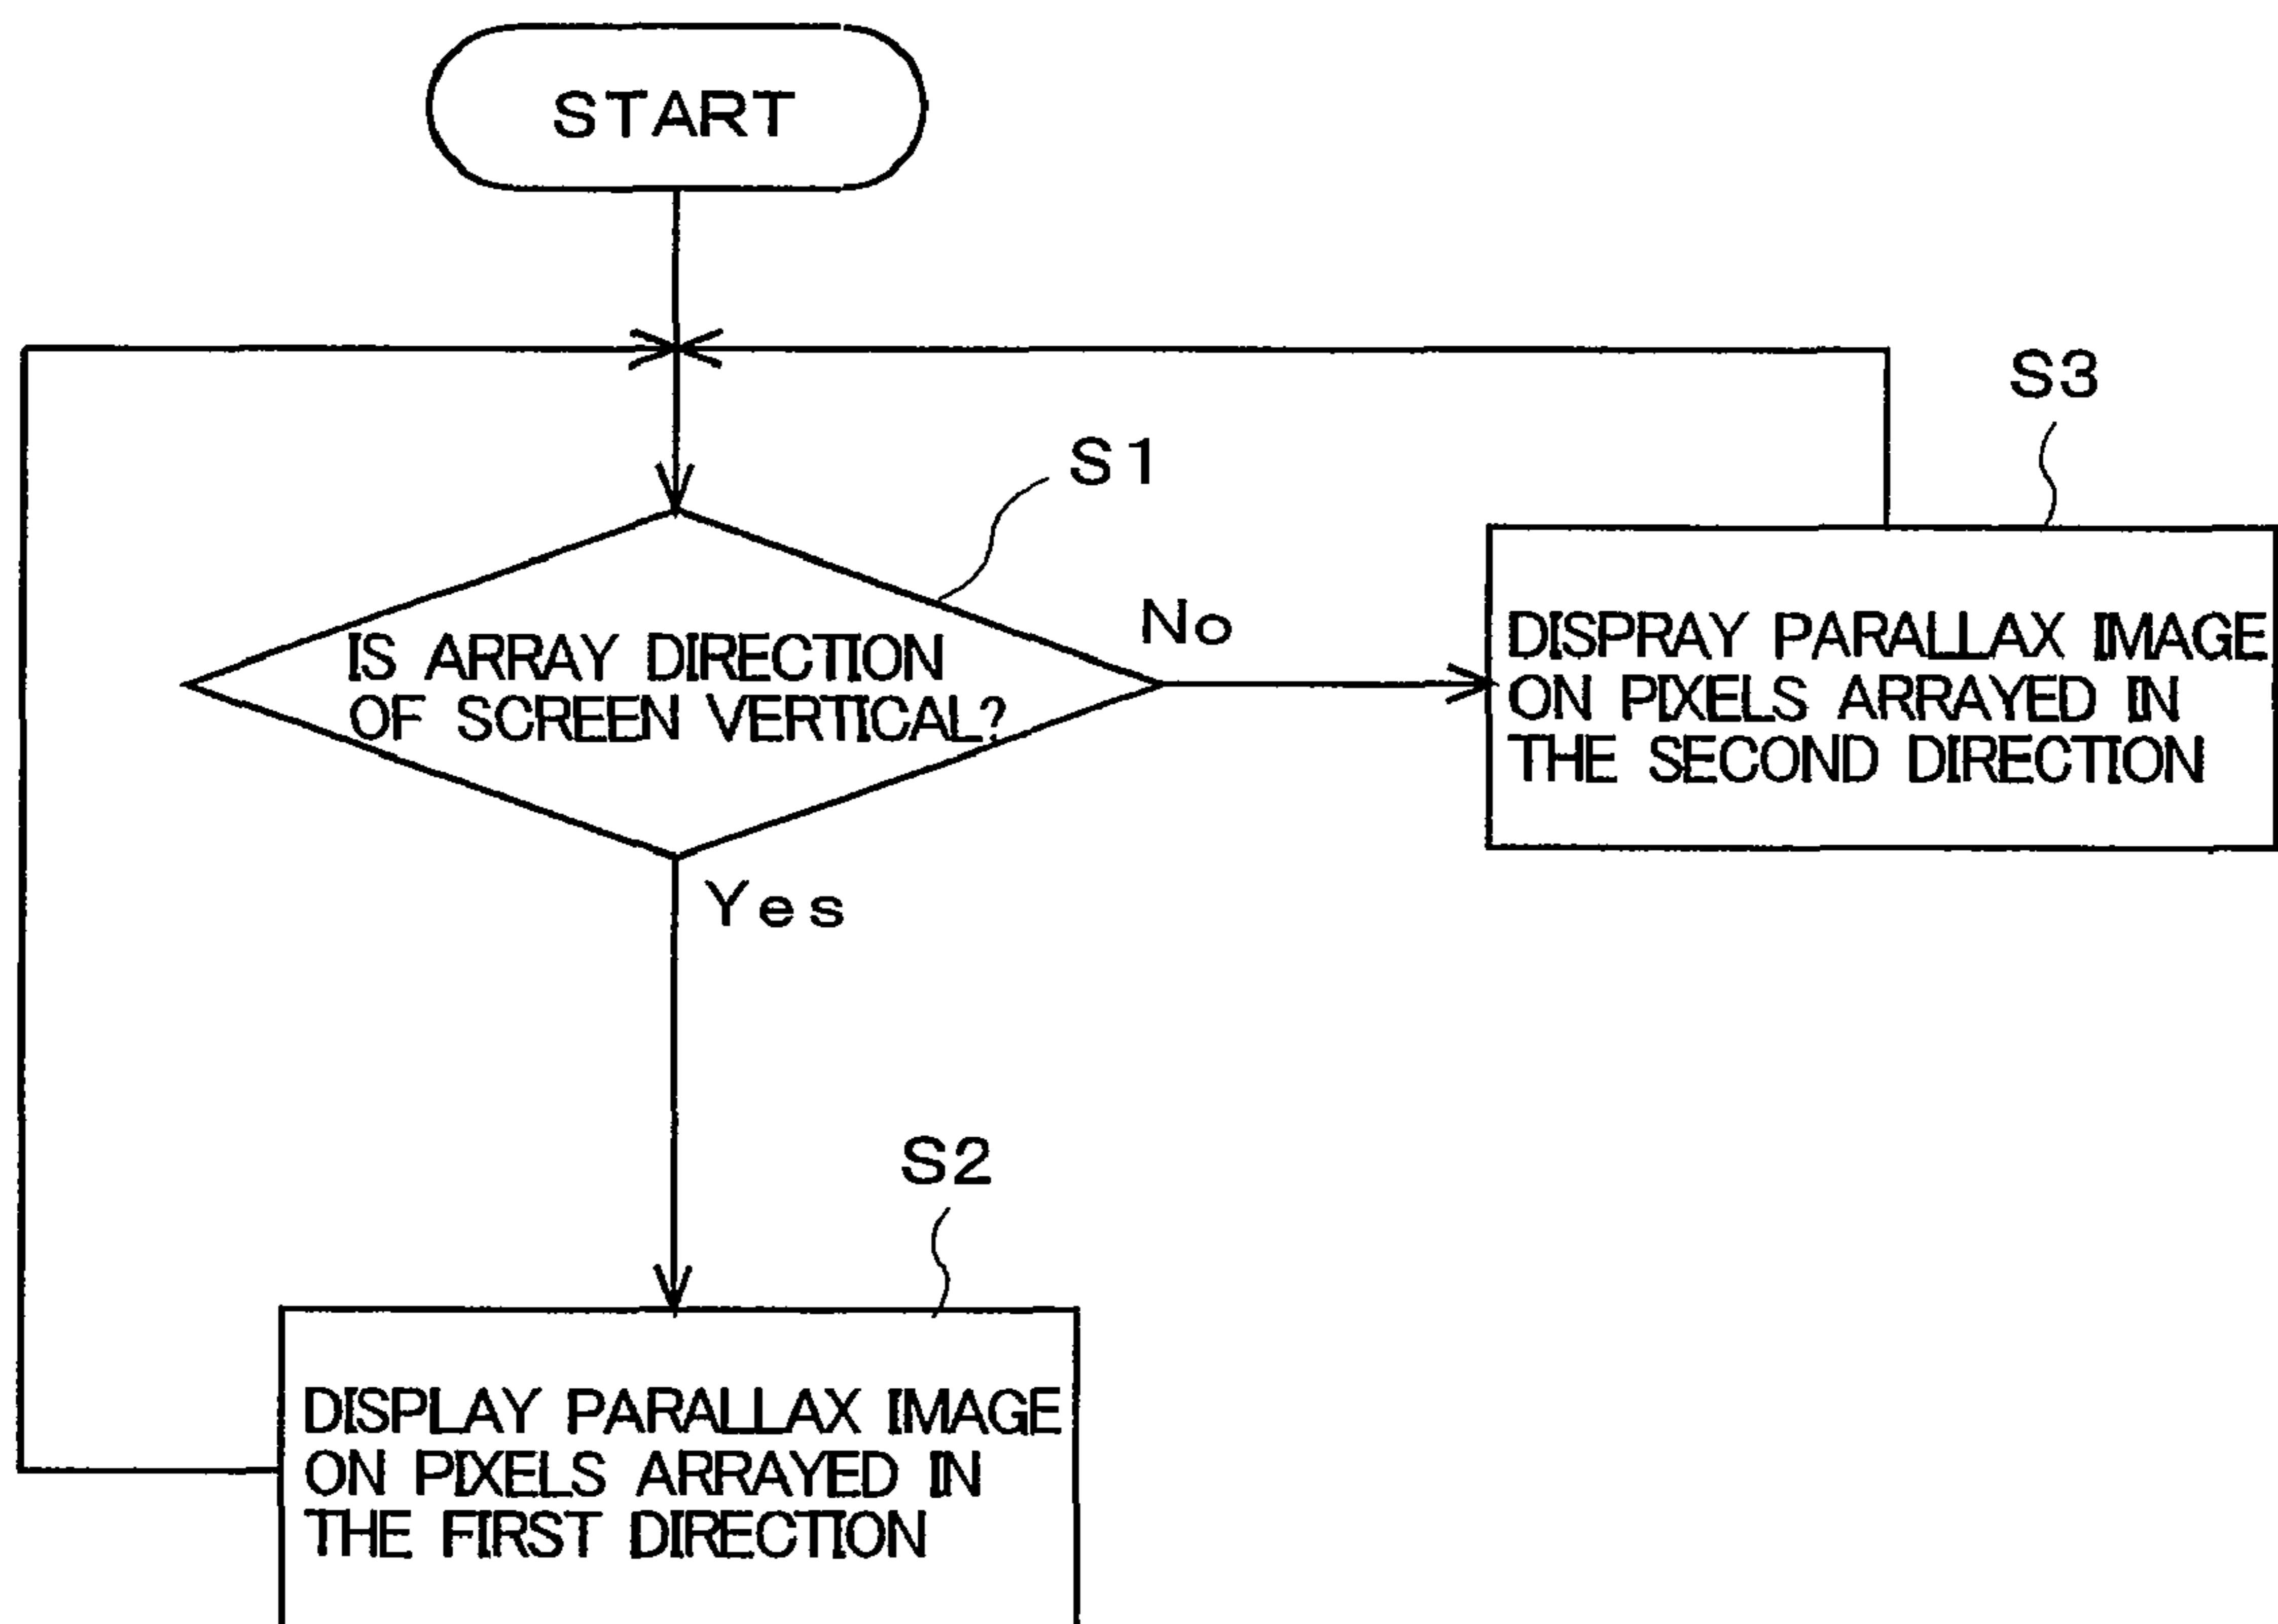 START
S3
S1
No
IS ARRAY DIRECTION
OF SCREEN VERTICAL?
DISPRAY PARALLAX IMAGE
ON PIXELS ARRAYED IN
THE SECOND DIRECTION
Yes
S2
DISPLAY PARALLAX IMAGE
ON PIXELS ARRAYED IN
THE FIRST DIRECTION